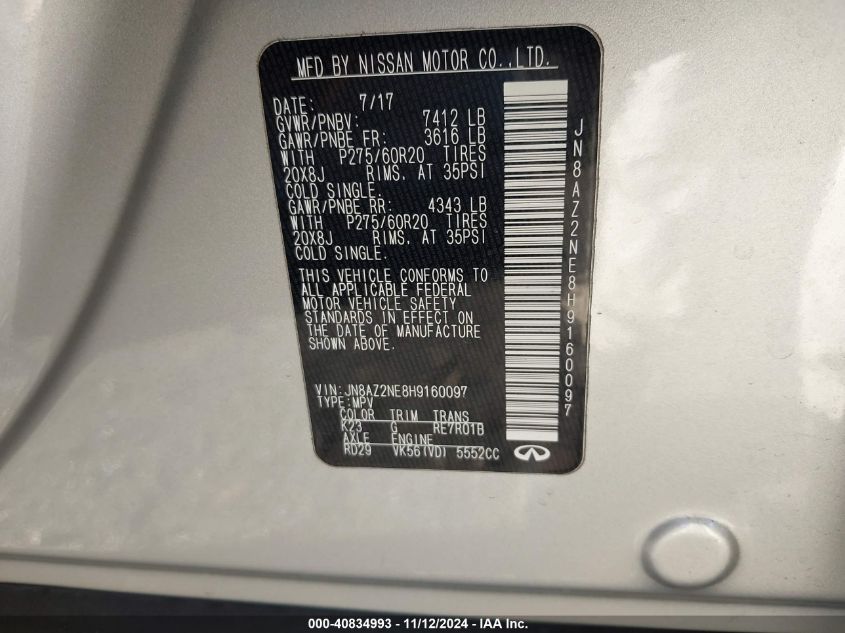 MFD BY NISSAN MOTOR CO.,LTD.
DATE: 7/17
GVWR/PNBV: 7412 LB
GAWR/PNBE FR: 3616 LB
WITH P275/60R20 TIRES
20X8J RIMS. AT 35PSI
COLD SINGLE.
GAWR/PNBE RR: 4343 LB
WITH P275/60R20 TIRES
20X8J RIMS. AT 35PSI
COLD SINGLE.
THIS VEHICLE CONFORMS TO
ALL APPLICABLE FEDERAL
MOTOR VEHICLE SAFETY
STANDARDS IN EFFECT ON
THE DATE OF MANUFACTURE
SHOWN ABOVE.
VIN:JN8AZ2NE8H9160097
TYPE:MPV
COLOR TRIM TRANS
K23 G RE7R01B
AXLE ENGINE
RD29 VK56(VD) 5552CC
JN8AZ2NE8H9160097
000-40834993 - 11/12/2024 - IAA Inc.